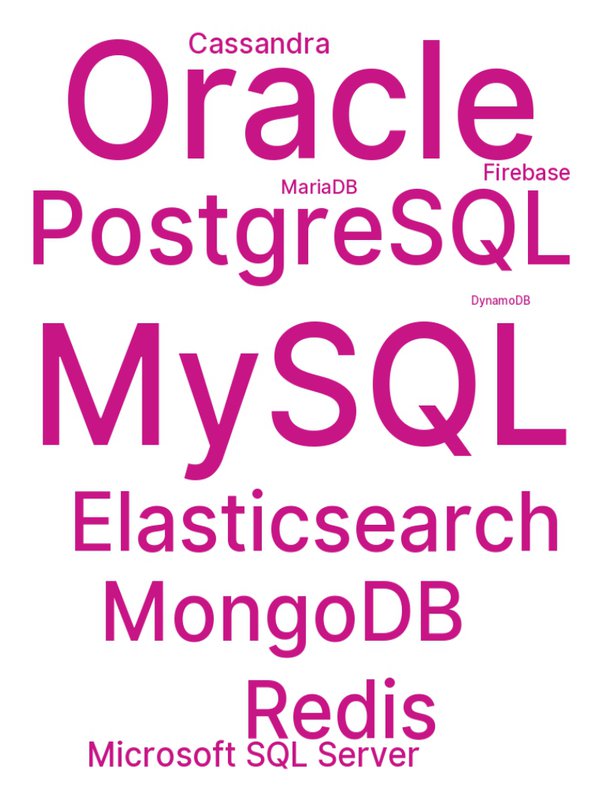 Cassandra
Oracle
Firebase
MariaDB
PostgreSQL
DynamoDB
MySQL
Elasticsearch
MongoDB
Redis
Microsoft SQL Server